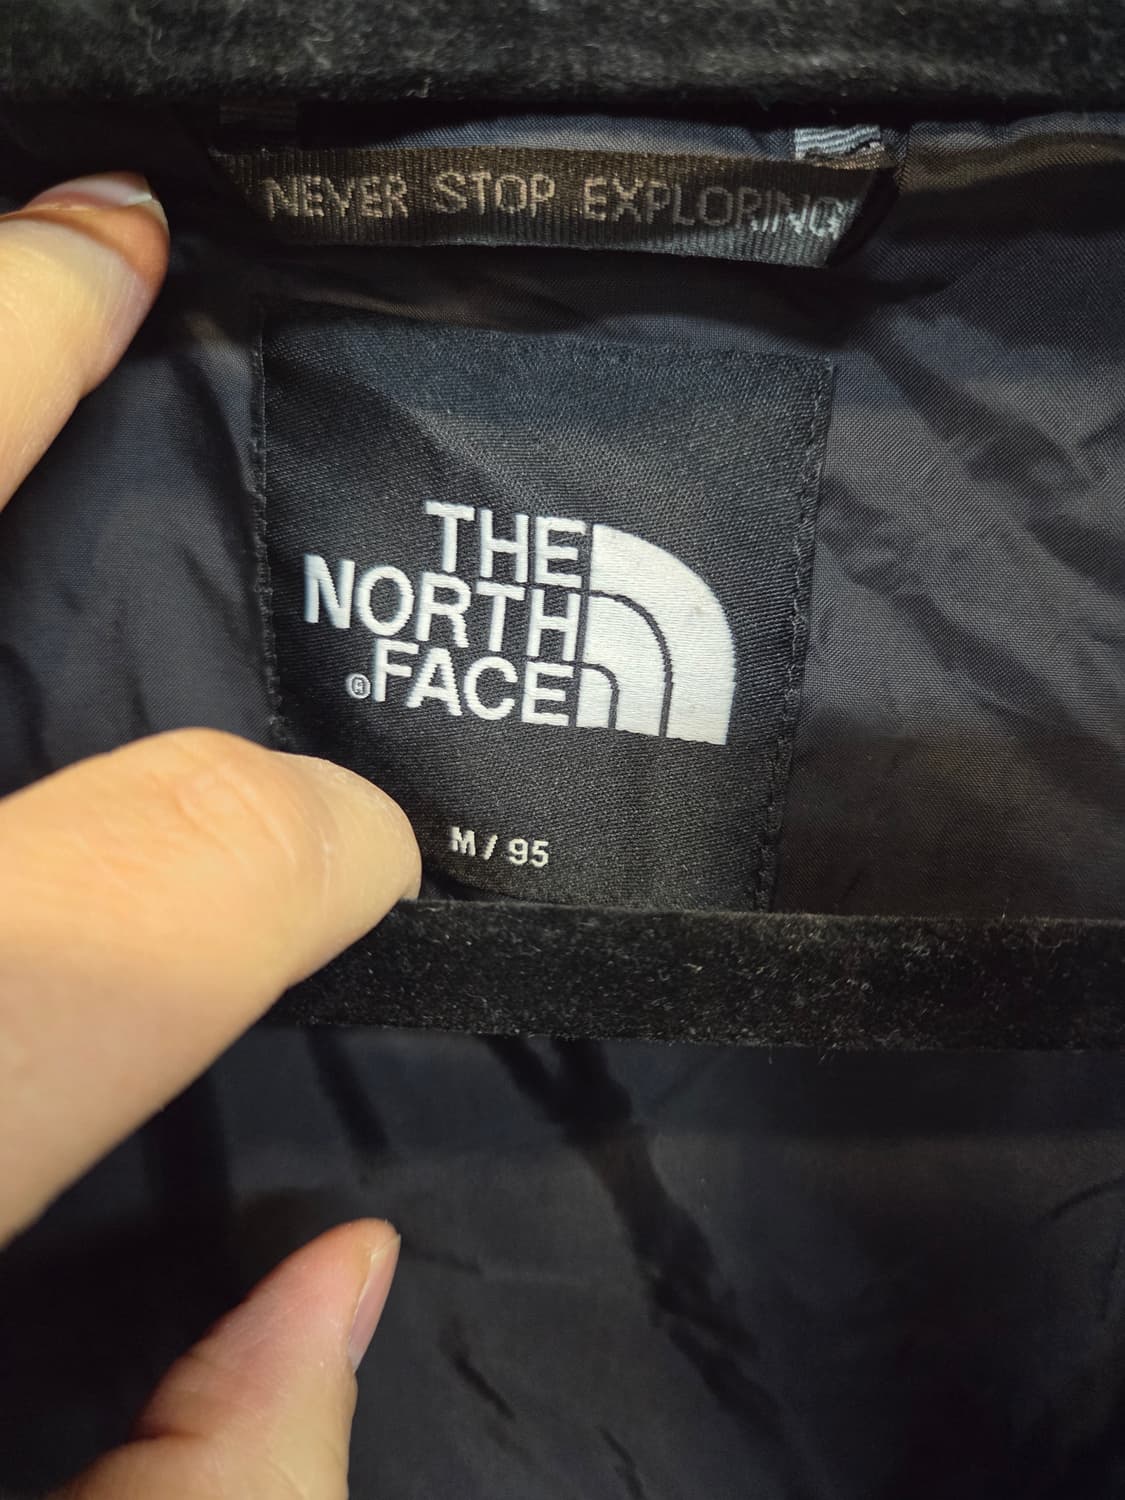 NEVER STOP EXPLORING
THE
NORTH
®FACE
M / 95